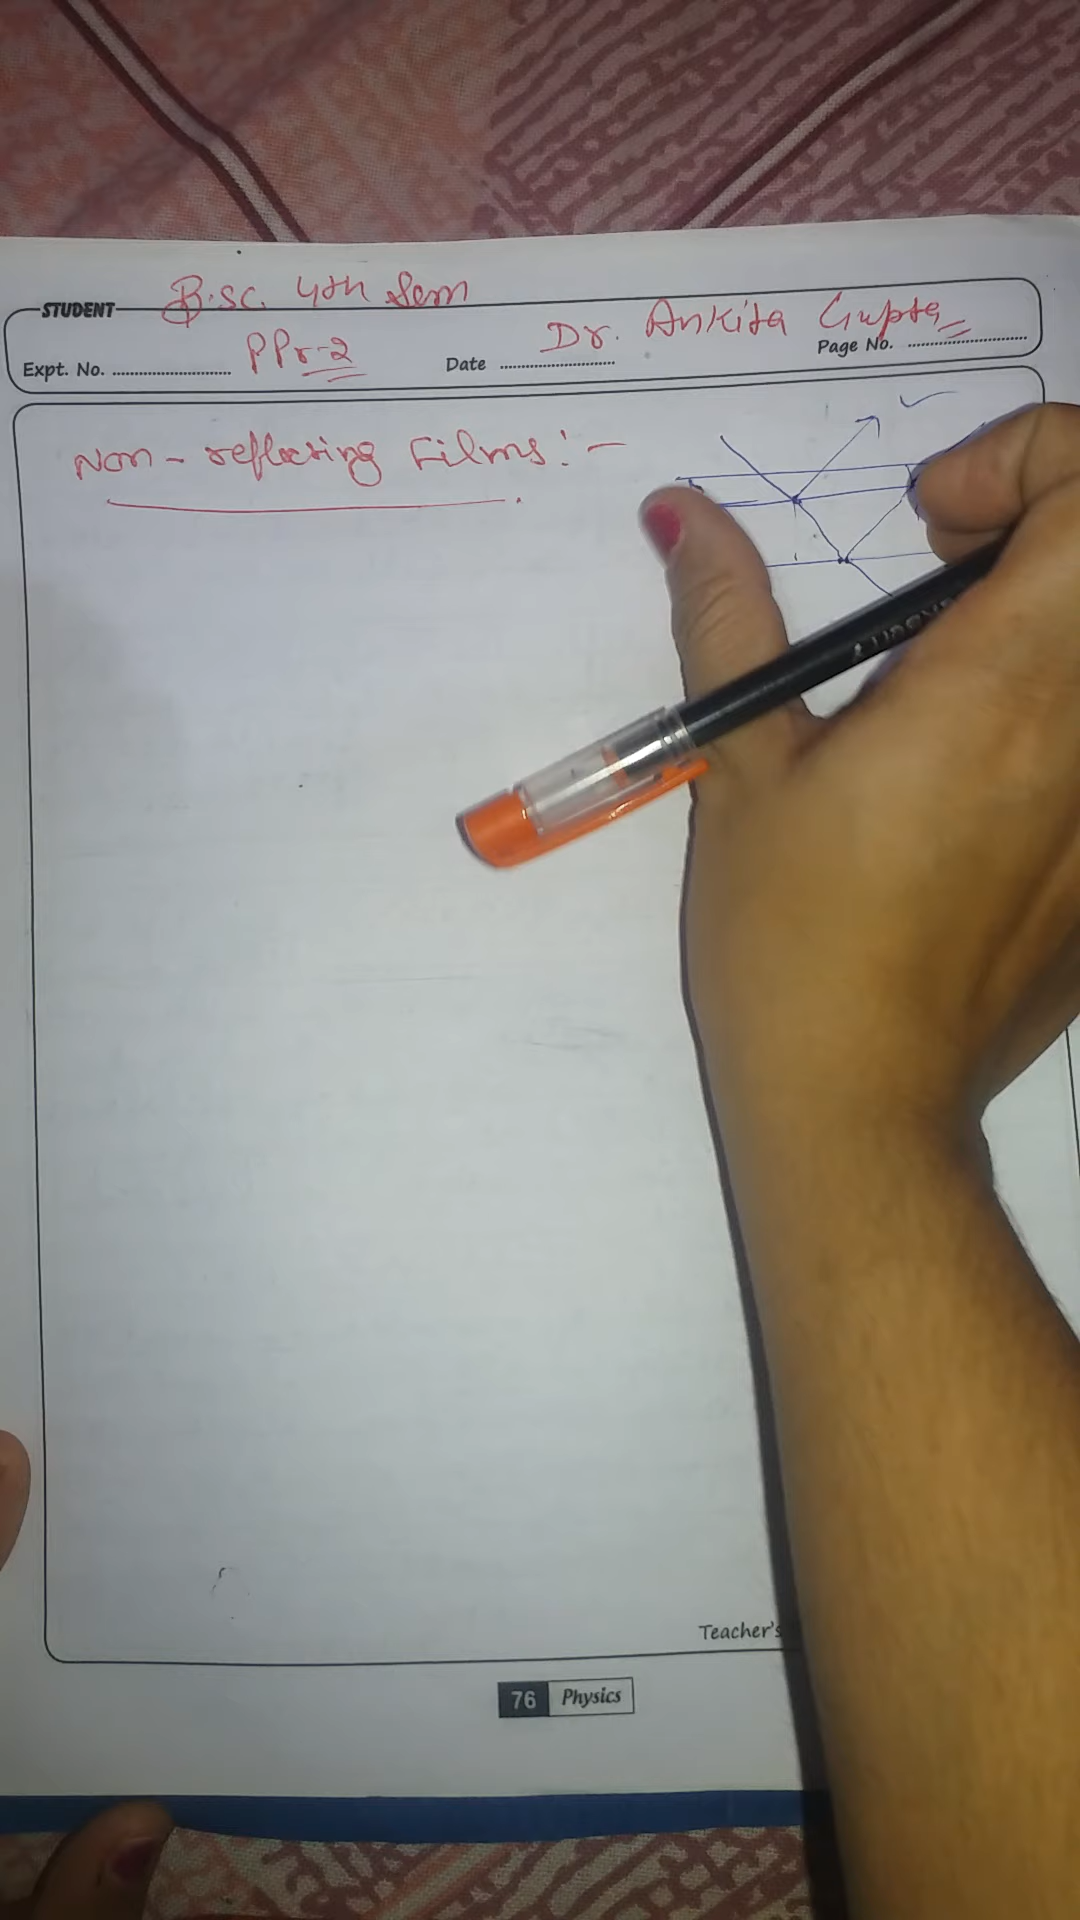 B.sc. 4th Sem
STUDENT
Expt. No. PPr-2 Date Dr. Ankita Gupta Page No.
Non-reflecting Films:-
Teacher's
76 Physics